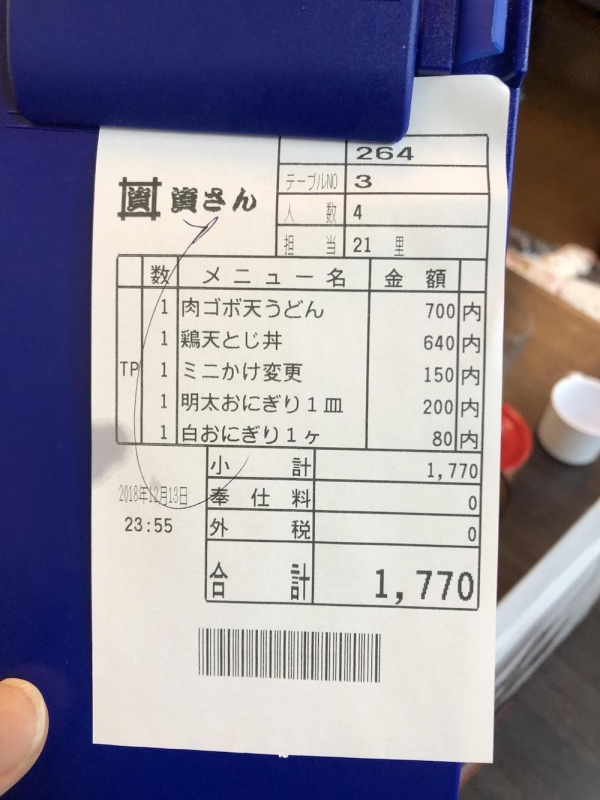 264
テーブルNO 3
資 資さん
人数 4
担当 21 里
数 メニュー名 金額
1 肉ゴボ天うどん 700 内
1 鶏天とじ丼 640 内
TP 1 ミニかけ変更 150 内
1 明太おにぎり1皿 200 内
1 白おにぎり1ヶ 80 内
小計 1,770
2018年12月13日
奉仕料 0
23:55
外税 0
合計 1,770